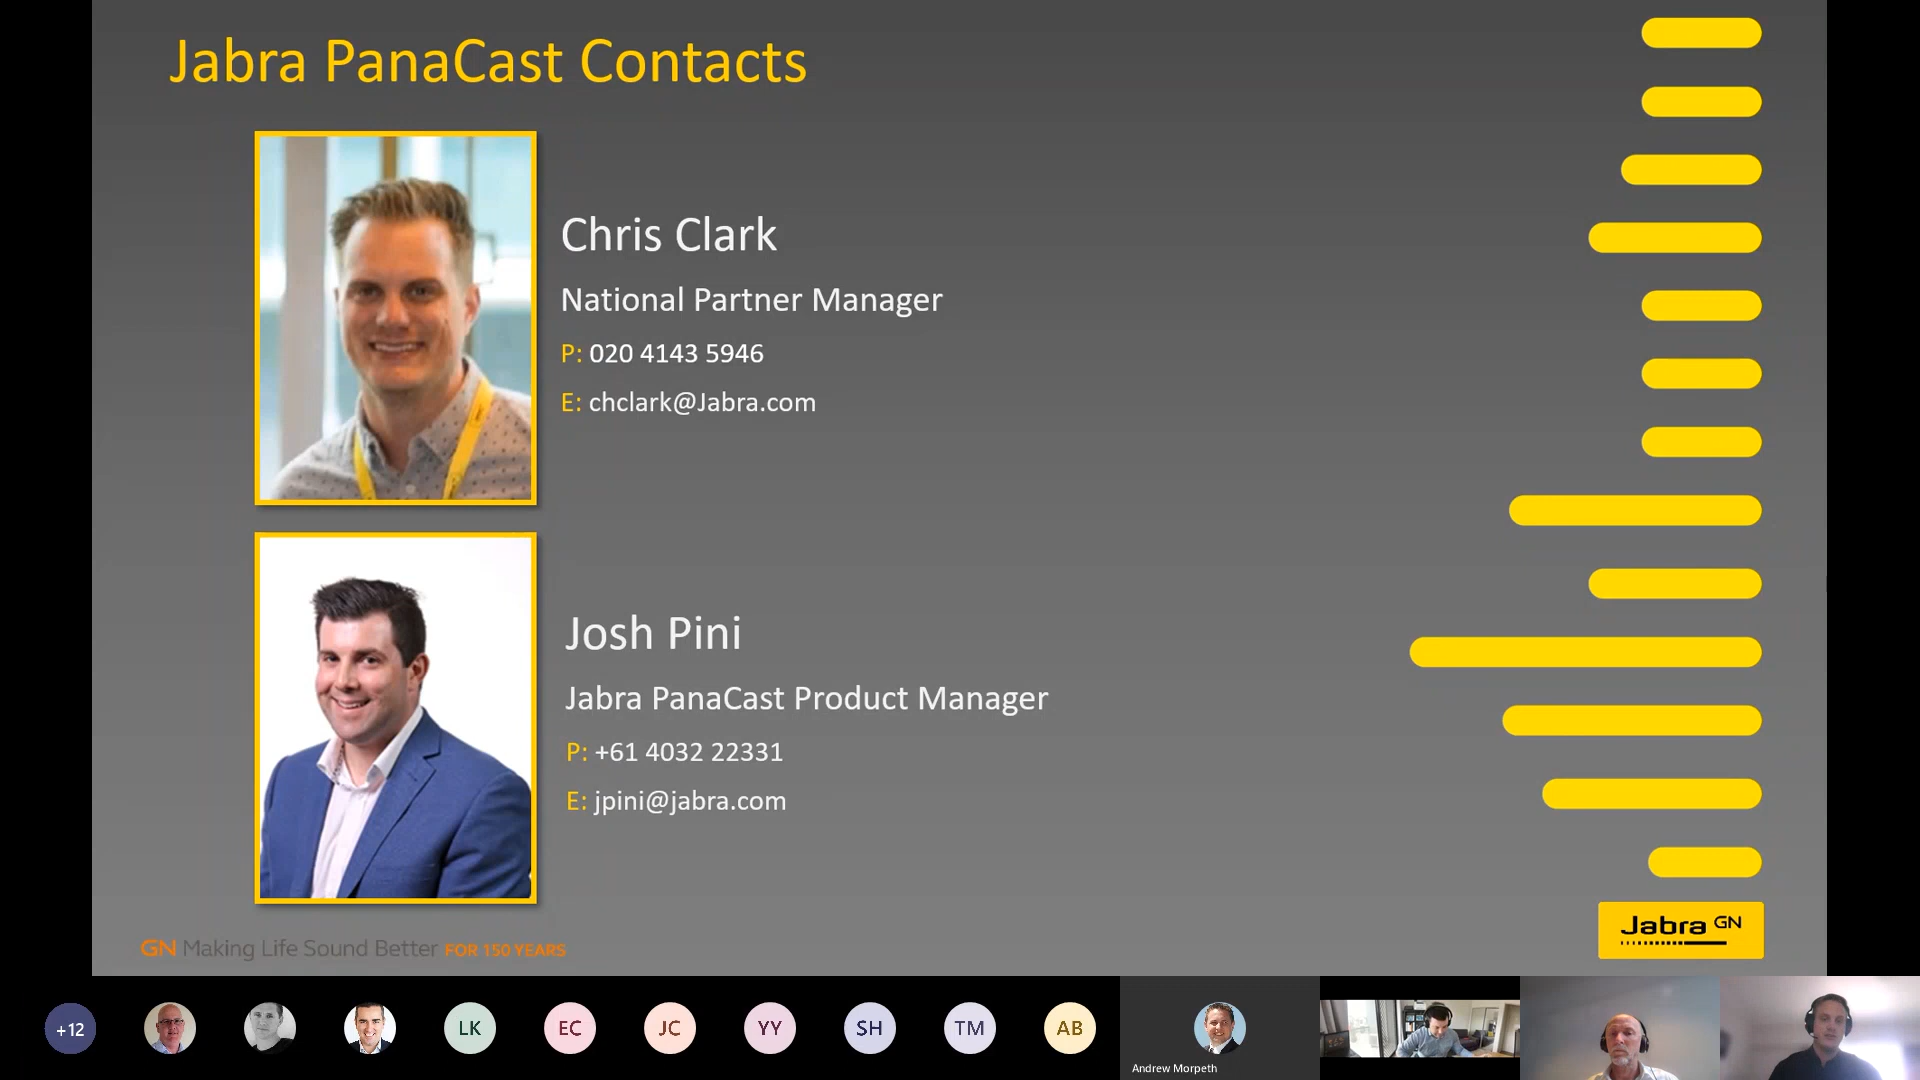 Jabra PanaCast Contacts
Chris Clark
National Partner Manager
P: 020 4143 5946
E: chclark@Jabra.com
Josh Pini
Jabra PanaCast Product Manager
P: +61 4032 22331
E: jpini@jabra.com
GN Making Life Sound Better FOR 150 YEARS
Jabra GN
+12
LK
EC
JC
YY
SH
TM
AB
Andrew Morpeth